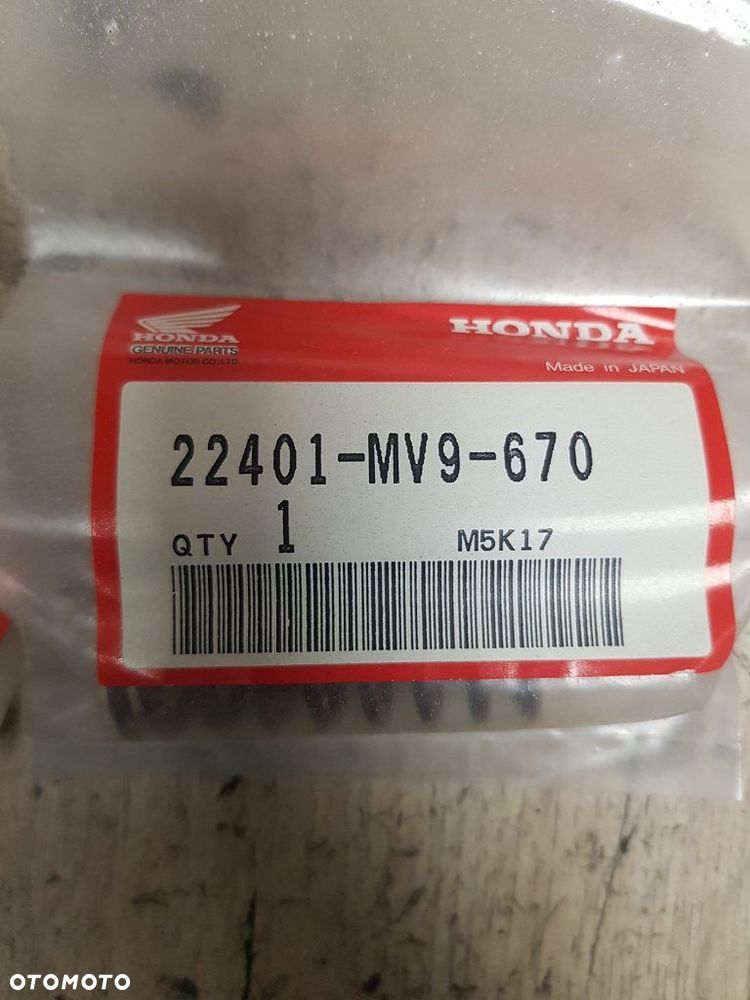 HONDA
GENUINE PARTS
HONDA MOTOR CO.,LTD.
HONDA
Made in JAPAN
22401-MV9-670
QTY 1 M5K17
OTOMOTO